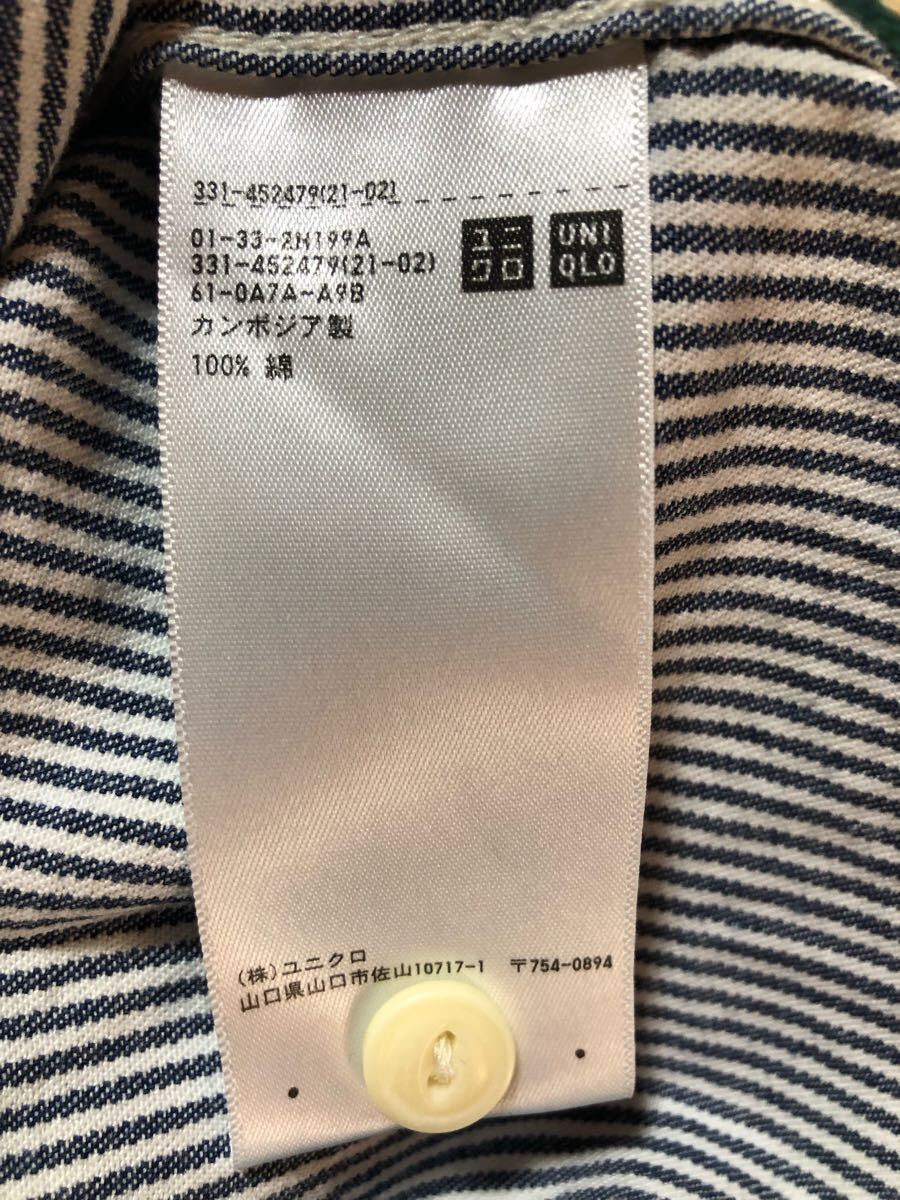 331-452479(21-02)
01-33-2H199A
331-452479(21-02)
61-0A7A-A9B
カンボジア製
100% 綿
ユニ
クロ
UNI
QLO
(株)ユニクロ
山口県山口市佐山10717-1 〒754-0894